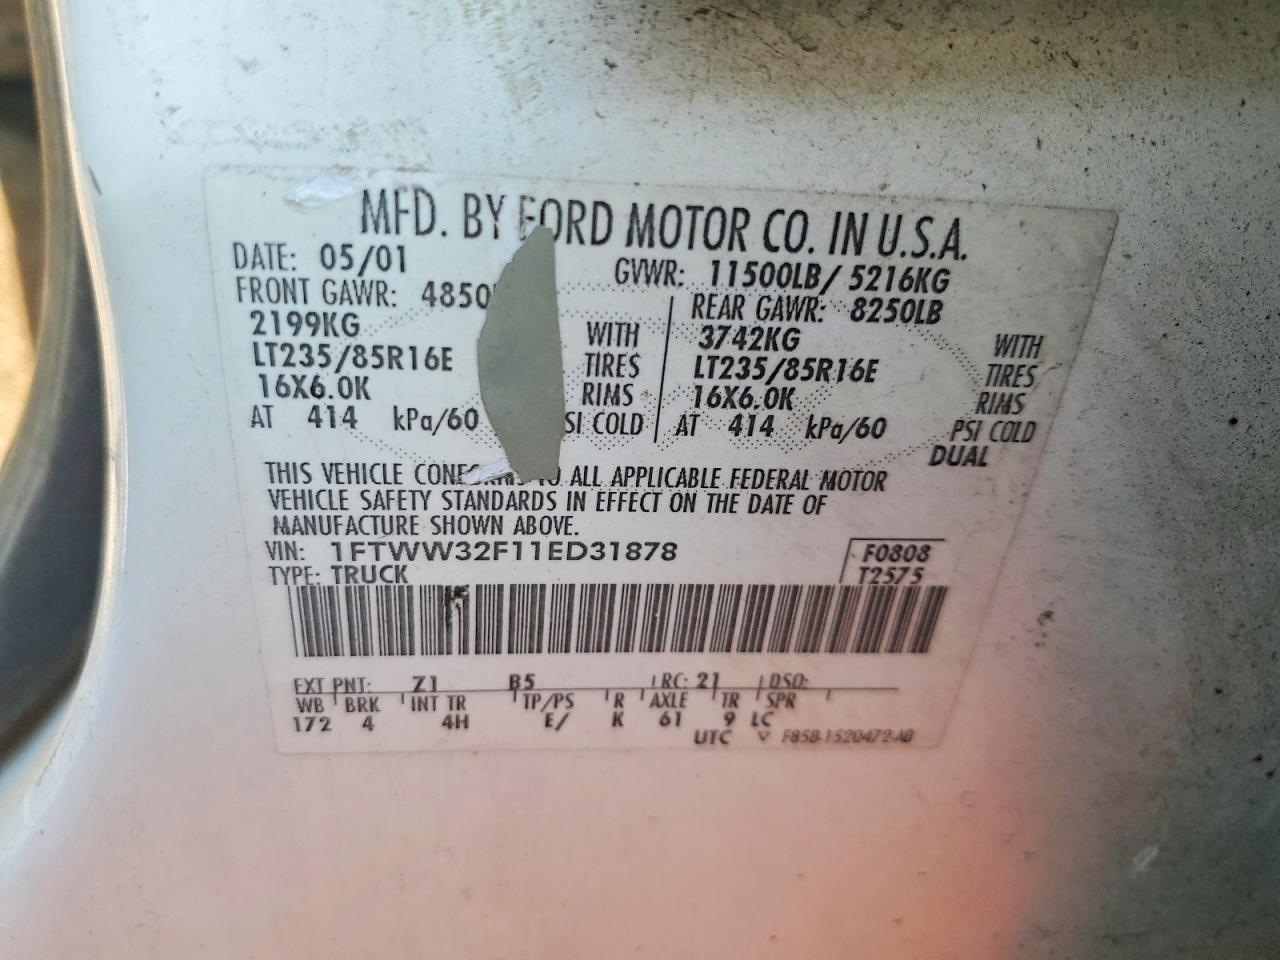 MFD. BY FORD MOTOR CO. IN U.S.A.
DATE: 05/01 GVWR: 11500LB/ 5216KG
FRONT GAWR: 4850 REAR GAWR: 8250LB
2199KG WITH 3742KG WITH
LT235/85R16E TIRES LT235/85R16E TIRES
16X6.0K RIMS 16X6.0K RIMS
AT 414 kPa/60 SI COLD AT 414 kPa/60 PSI COLD
DUAL
THIS VEHICLE CONFORMS TO ALL APPLICABLE FEDERAL MOTOR
VEHICLE SAFETY STANDARDS IN EFFECT ON THE DATE OF
MANUFACTURE SHOWN ABOVE.
VIN: 1FTWW32F11ED31878 F0808
TYPE: TRUCK T2575
EXT PNT: Z1 B5 RC: 21 DSO:
WB BRK INT TR TP/PS R AXLE TR SPR
172 4 4H E/ K 61 9 LC
UTC ▽ F85B-1520472-AB